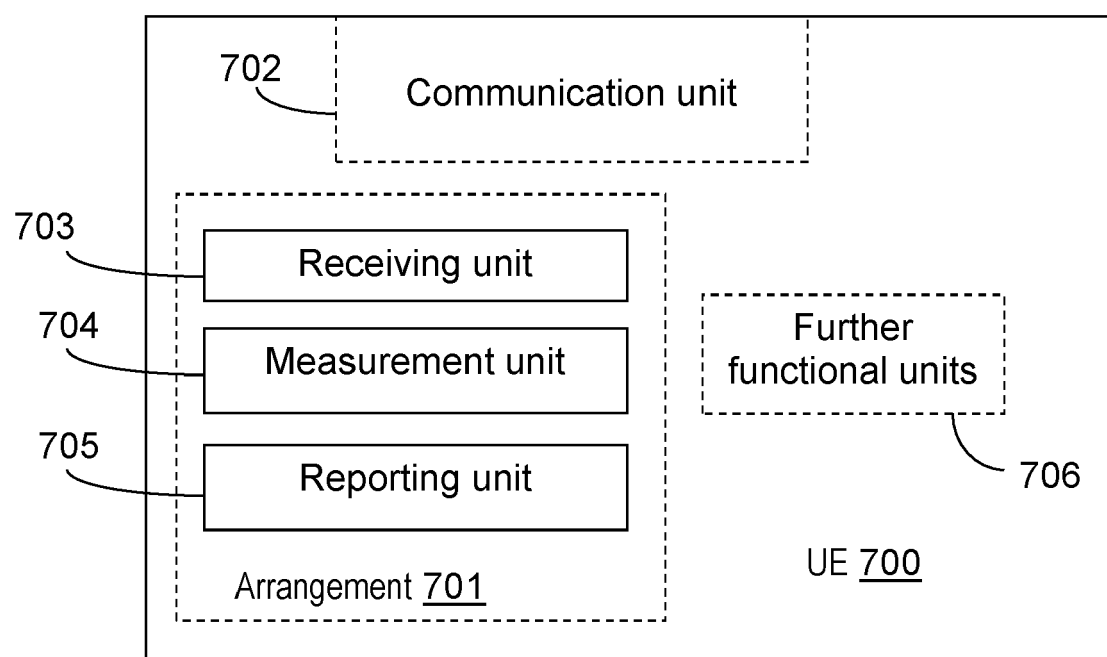 702
Communication unit
703
Receiving unit
704
Measurement unit
Further
functional units
705
Reporting unit
706
Arrangement 701
UE 700